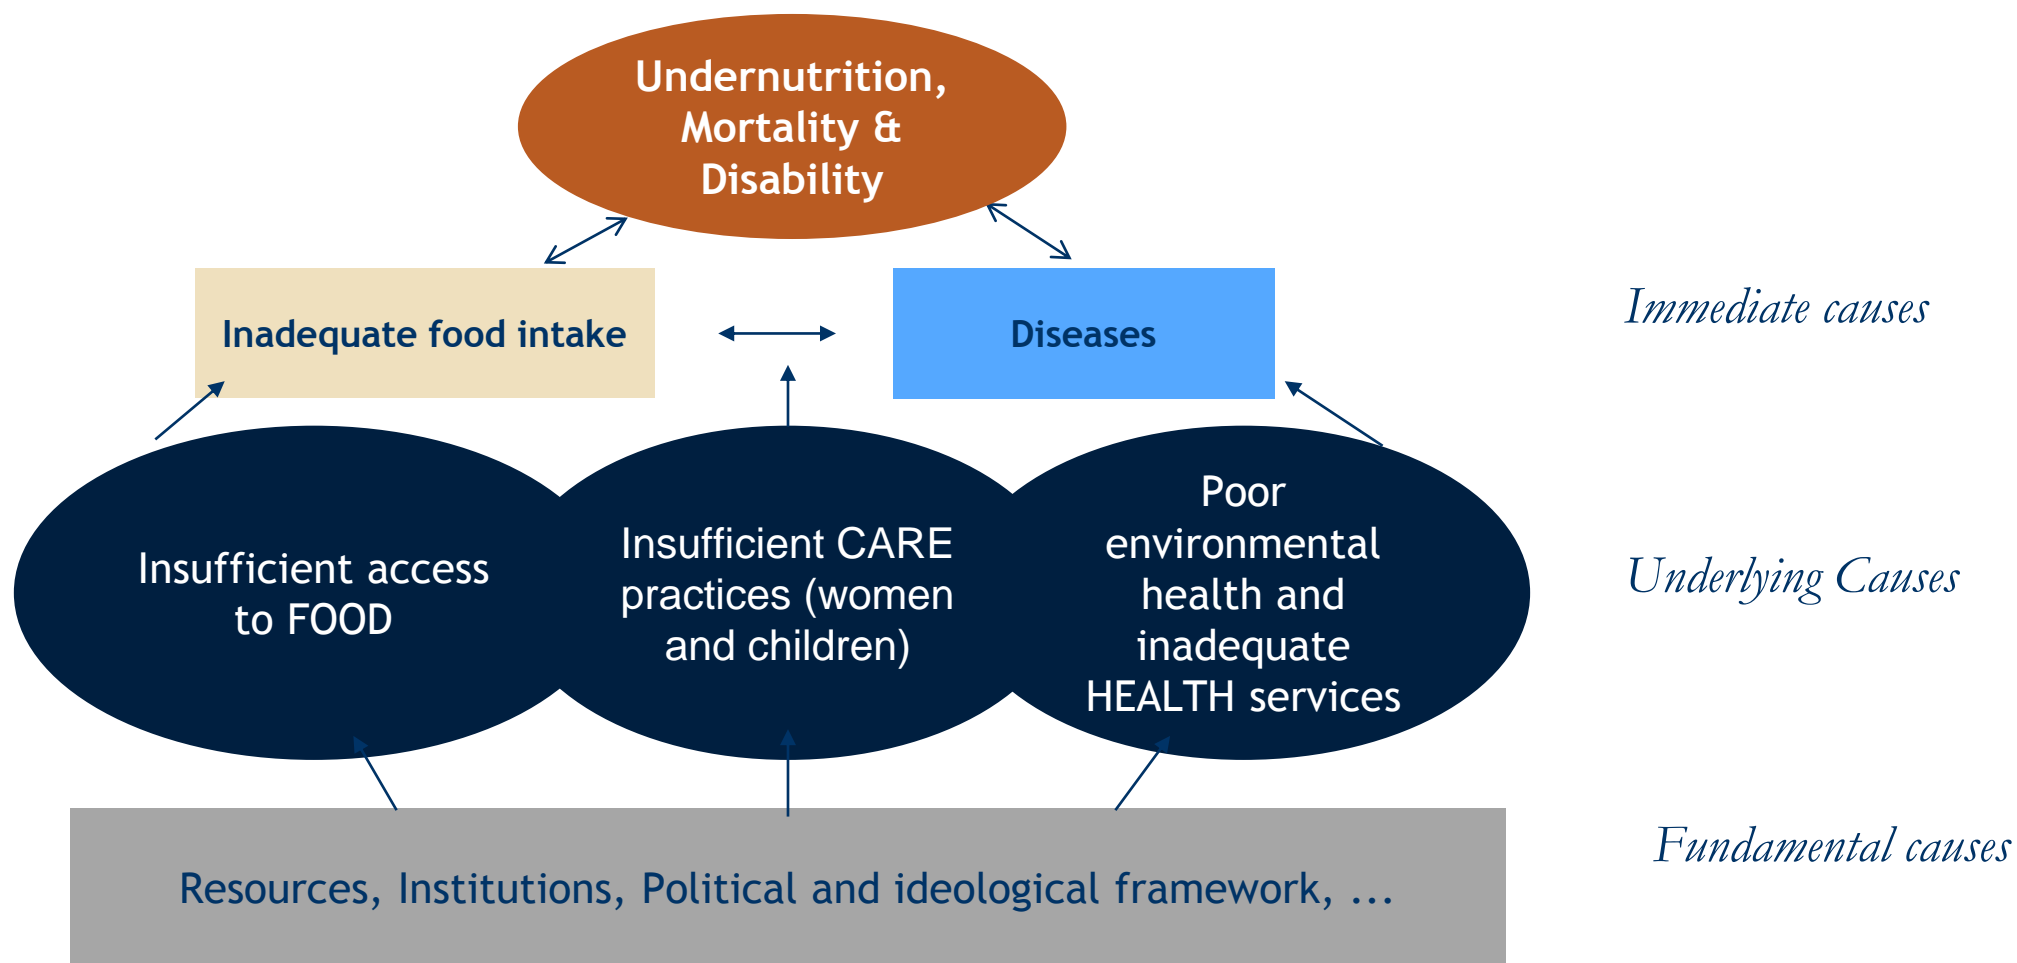 Undernutrition,
Mortality &
Disability
Inadequate food intake
Diseases
Immediate causes
Insufficient access
to FOOD
Insufficient CARE
practices (women
and children)
Poor
environmental
health and
inadequate
HEALTH services
Underlying Causes
Fundamental causes
Resources, Institutions, Political and ideological framework, ...